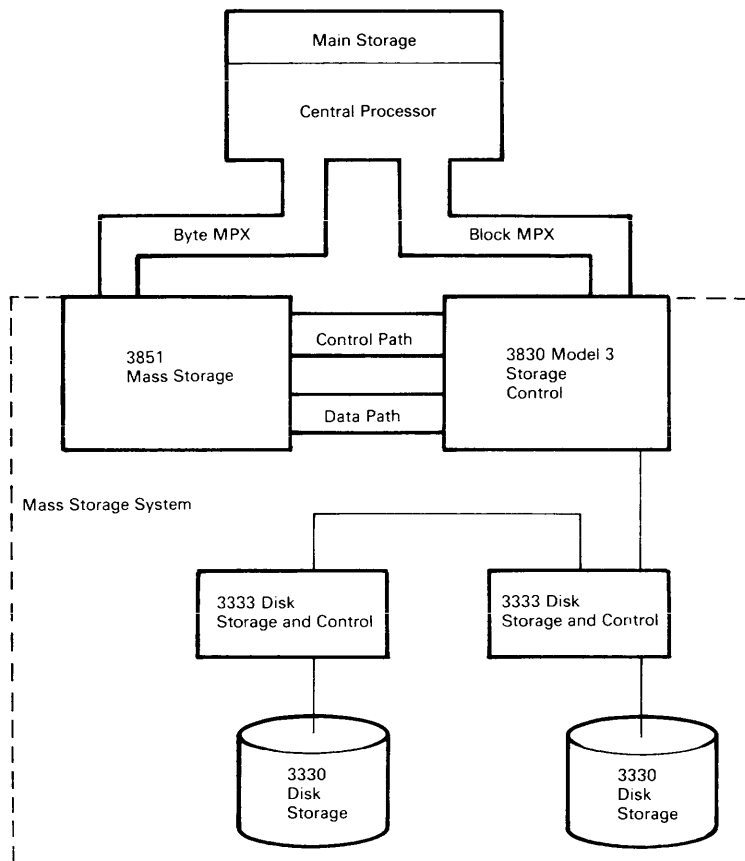 Main Storage
Central Processor
Byte MPX
Block MPX
3851
Mass Storage
Control Path
Data Path
3830 Model 3
Storage
Control
Mass Storage System
3333 Disk
Storage and Control
3333 Disk
Storage and Control
3330
Disk
Storage
3330
Disk
Storage